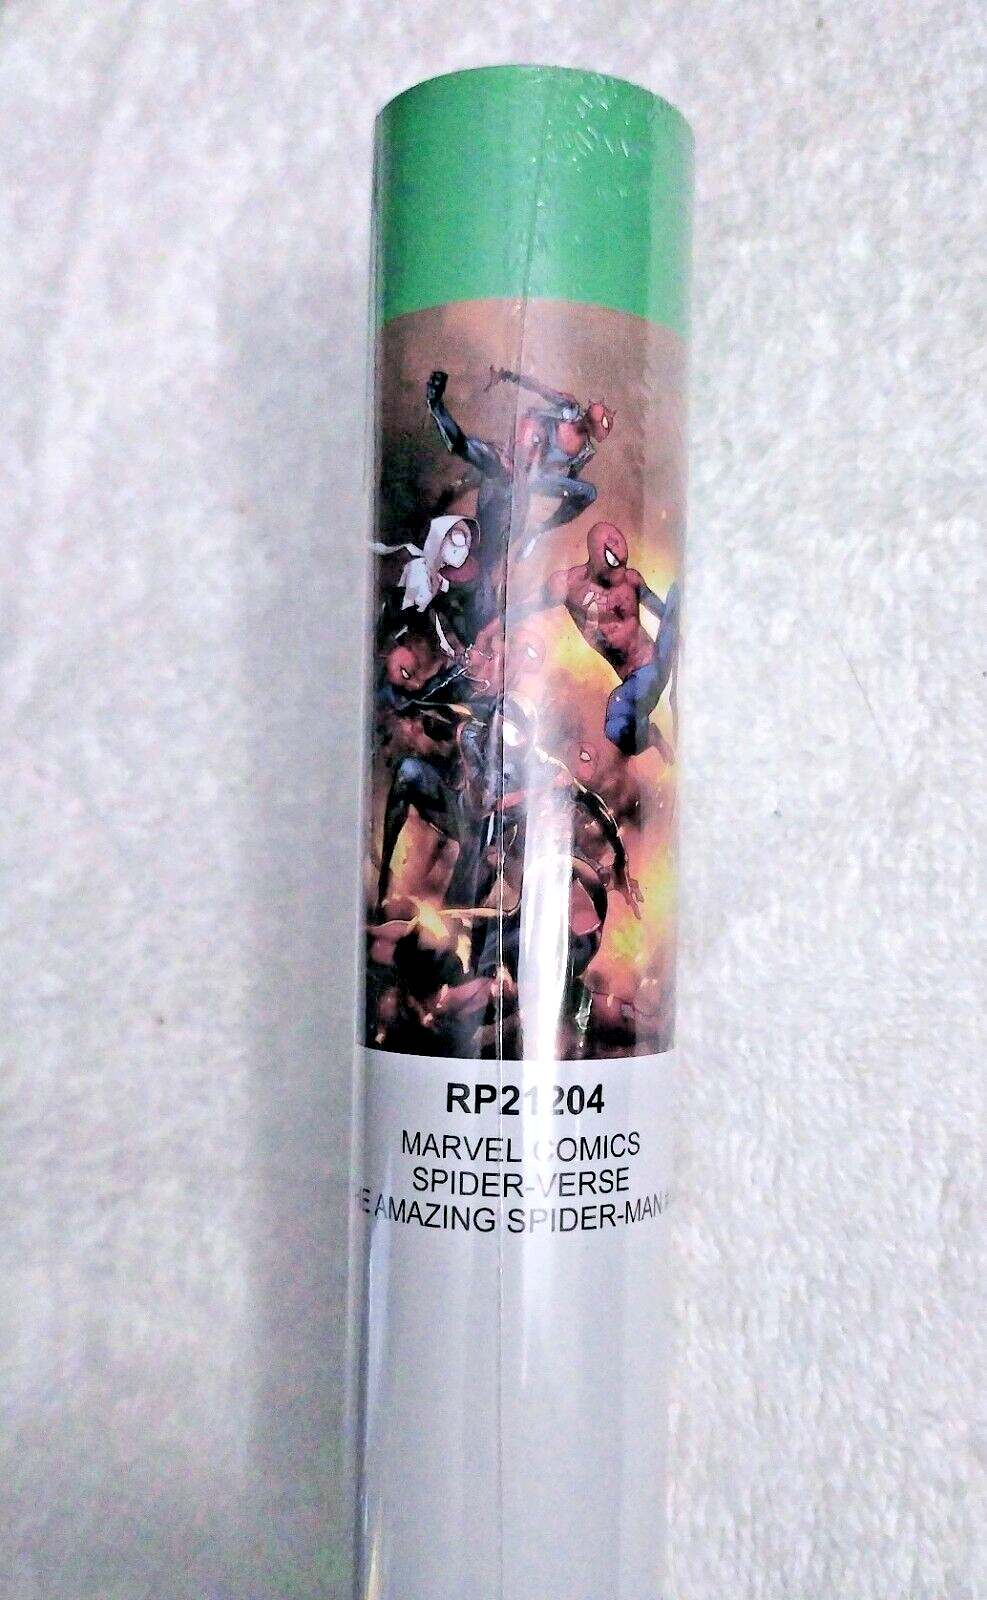 RP21204
MARVEL COMICS
SPIDER-VERSE
AMAZING SPIDER-MAN